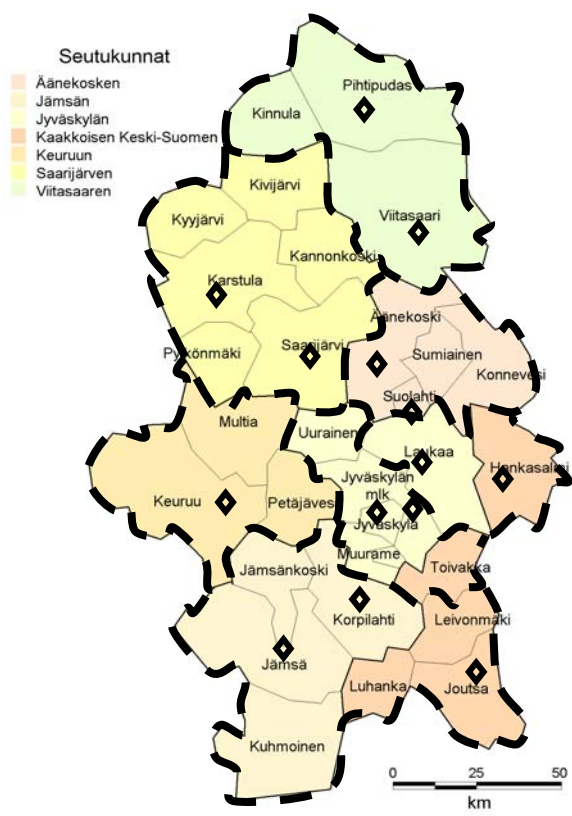 Seutukunnat
Äänekosken
Jämsän
Jyväskylän
Kaakkoisen Keski-Suomen
Keuruun
Saarijärven
Viitasaaren
Pihtipudas
Kinnula
Kivijärvi
Kyyjärvi
Viitasaari
Kannonkoski
Karstula
Äänekoski
Pylkönmäki
Saarijärvi
Sumiainen
Konnevesi
Suolahti
Multia
Uurainen
Laukaa
Hankasalmi
Jyväskylän
mlk
Keuruu
Petäjävesi
Jyväskylä
Muurame
Toivakka
Jämsänkoski
Korpilahti
Leivonmäki
Jämsä
Luhanka
Joutsa
Kuhmoinen
0 25 50
km